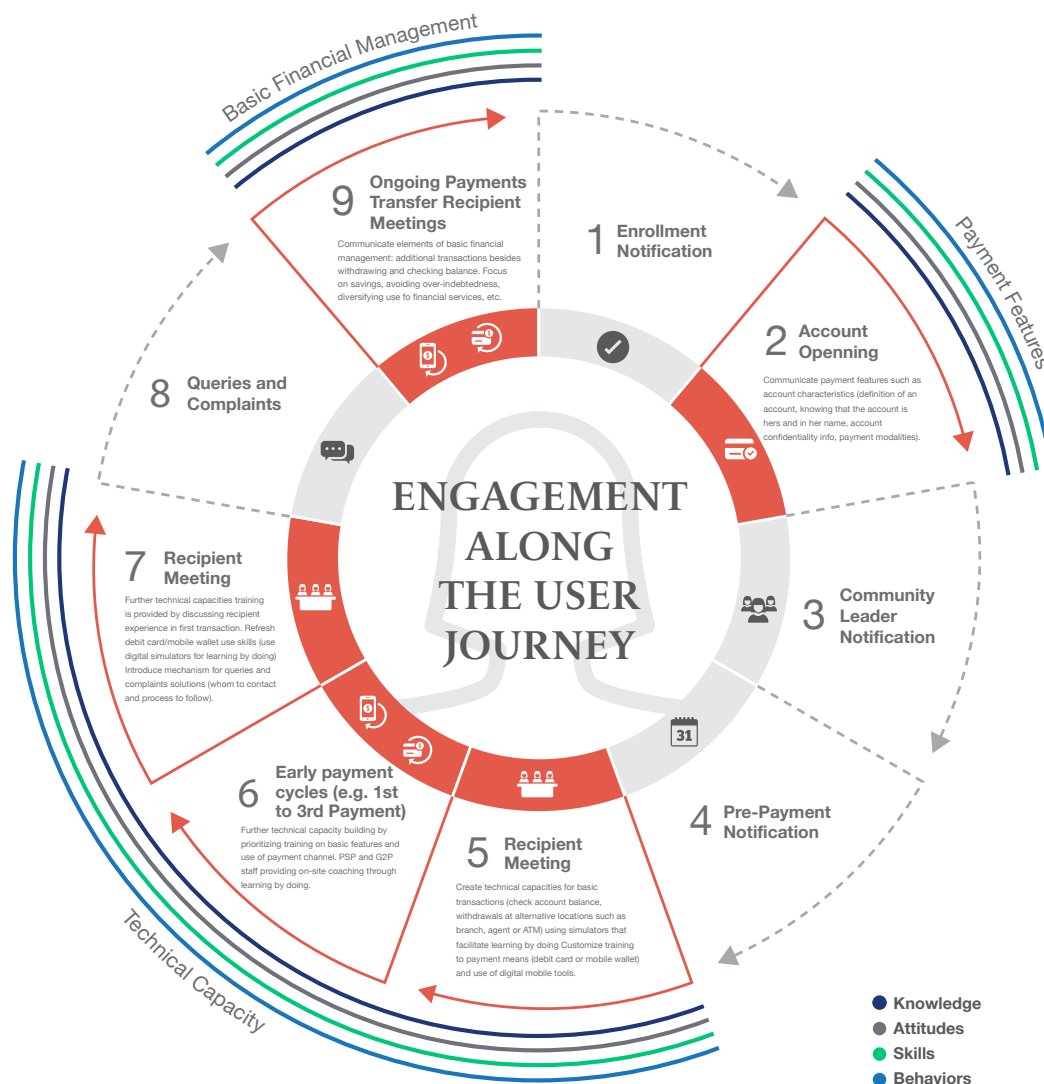 Basic Financial Management
9
Ongoing Payments
Transfer Recipient
Meetings
Communicate elements of basic financial
management: additional transactions besides
withdrawing and checking balance. Focus
on savings, avoiding over-indebtedness,
diversifying use fo financial services, etc.
1
Enrollment
Notification
Payment Features
2
Account
Openning
Communicate payment features such as
account characteristics (definition of an
account, knowing that the account is
hers and in her name, account
confidentiality info, payment modalities).
8
Queries and
Complaints
ENGAGEMENT
ALONG
THE USER
JOURNEY
3
Community
Leader
Notification
31
7
Recipient
Meeting
Further technical capacities training
is provided by discussing recipient
experience in first transaction. Refresh
debit card/mobile wallet use skills (use
digital simulators for learning by doing)
Introduce mechanism for queries and
complaints solutions (whom to contact
and process to follow).
4
Pre-Payment
Notification
6
Early payment
cycles (e.g. 1st
to 3rd Payment)
Further technical capacity building by
prioritizing training on basic features and
use of payment channel. PSP and G2P
staff providing on-site coaching through
learning by doing.
5
Recipient
Meeting
Create technical capacities for basic
transactions (check account balance,
withdrawals at alternative locations such as
branch, agent or ATM) using simulators that
facilitate learning by doing Customize training
to payment means (debit card or mobile wallet)
and use of digital mobile tools.
Technical Capacity
Knowledge
Attitudes
Skills
Behaviors